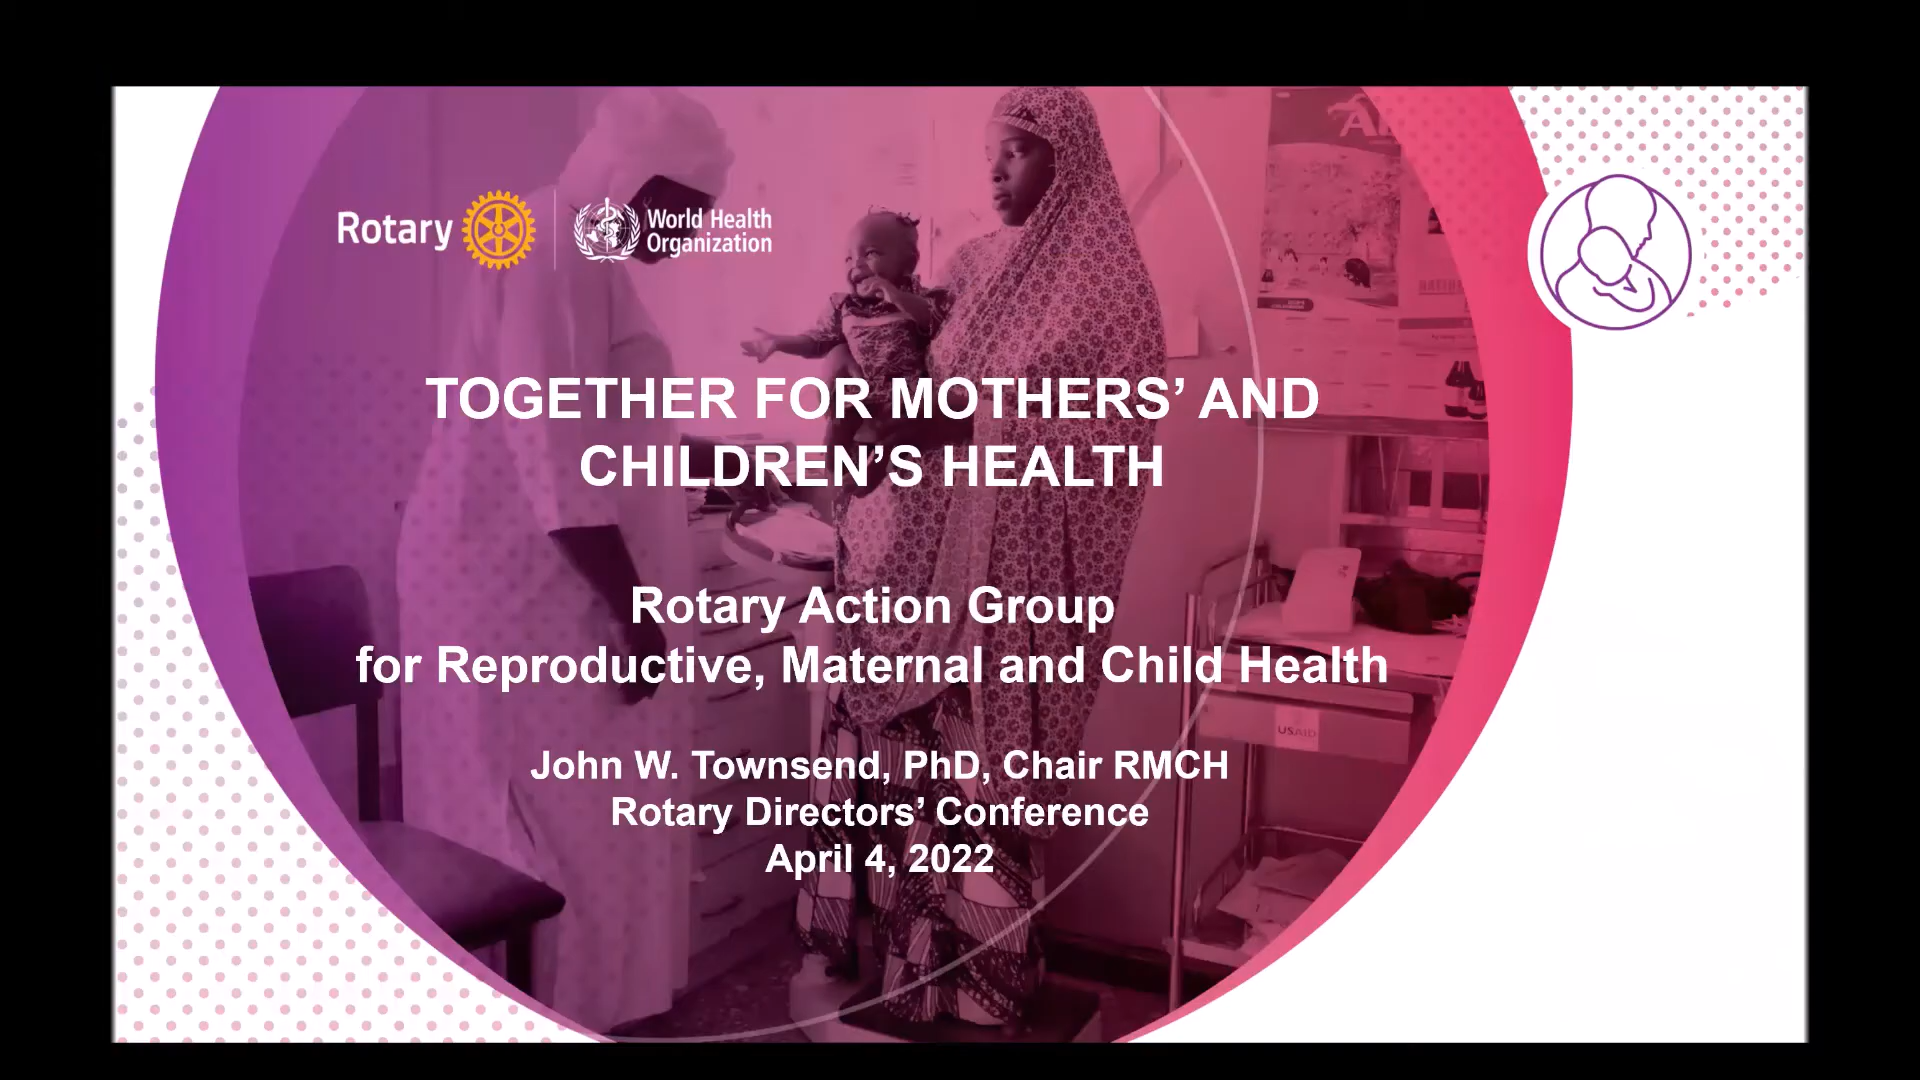 Rotary
World Health
Organization
TOGETHER FOR MOTHERS’ AND
CHILDREN’S HEALTH
Rotary Action Group
for Reproductive, Maternal and Child Health
USAID
John W. Townsend, PhD, Chair RMCH
Rotary Directors’ Conference
April 4, 2022